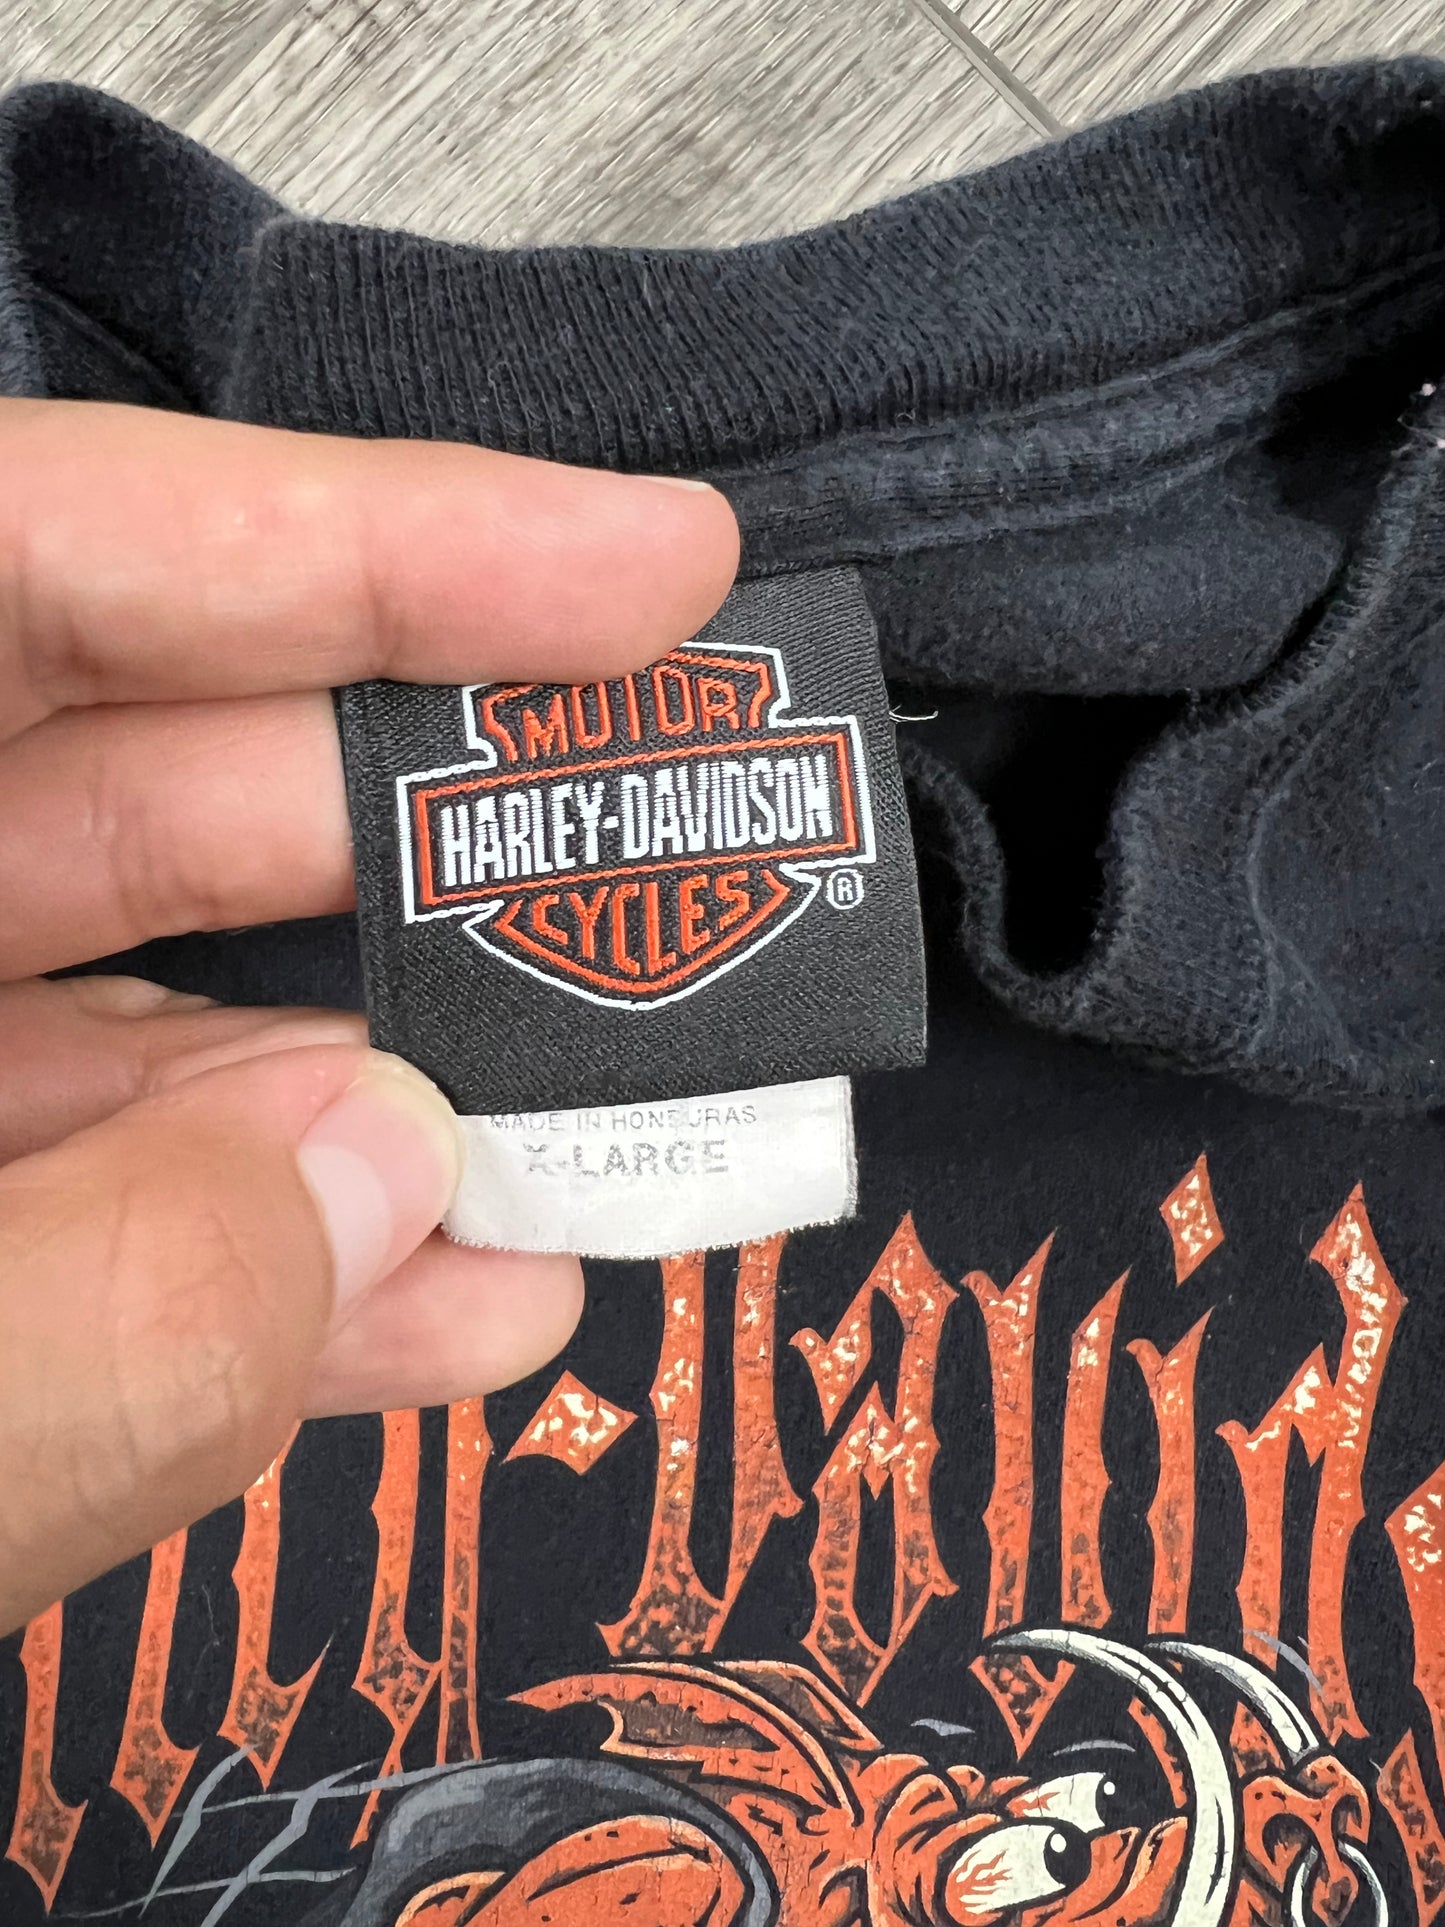 MOTOR
HARLEY-DAVIDSON
CYCLES
®
MADE IN HONDURAS
X-LARGE